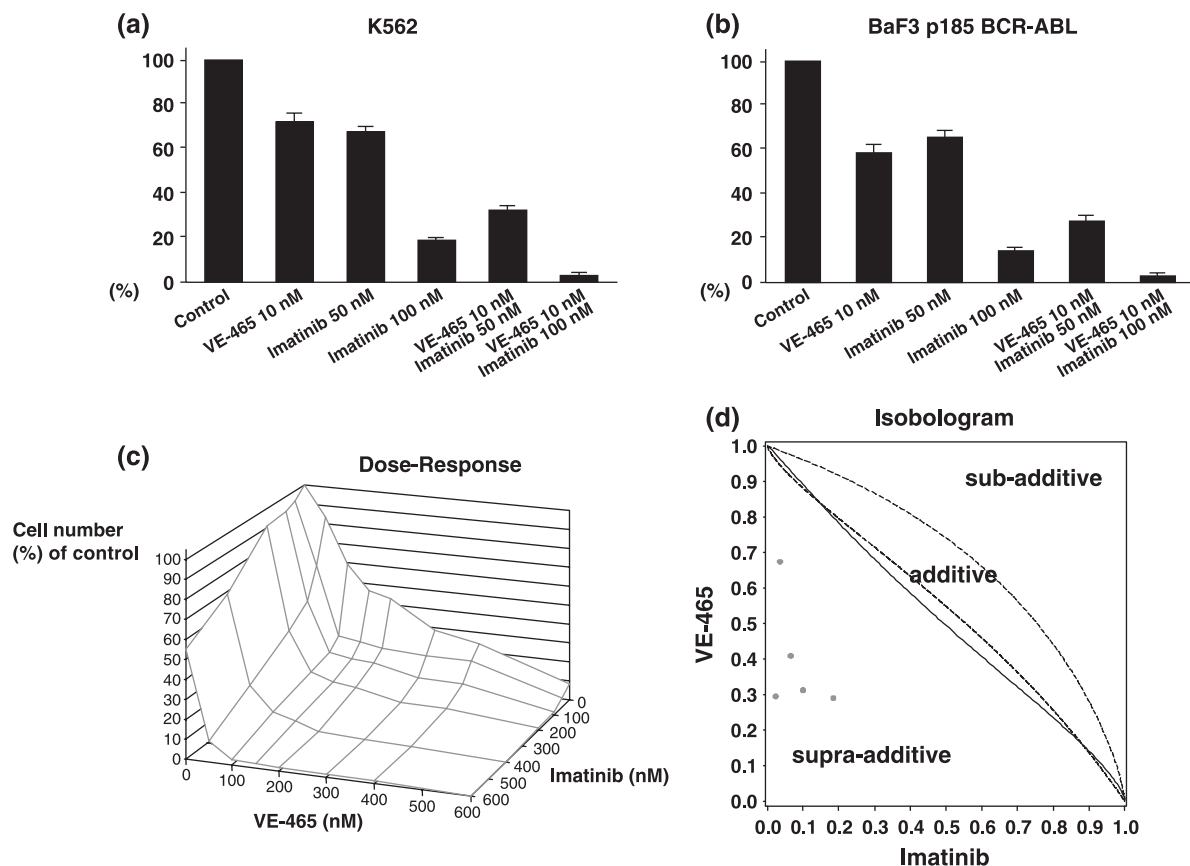 (a)
K562
100
80
60
40
20
0
(%)
Control
VE-465 10 nM
Imatinib 50 nM
Imatinib 100 nM
VE-465 10 nM
Imatinib 50 nM
VE-465 10 nM
Imatinib 100 nM
(b)
BaF3 p185 BCR-ABL
100
80
60
40
20
0
(%)
Control
VE-465 10 nM
Imatinib 50 nM
Imatinib 100 nM
VE-465 10 nM
Imatinib 50 nM
VE-465 10 nM
Imatinib 100 nM
(c)
Dose-Response
Cell number
(%) of control
100
90
80
70
60
50
40
30
20
10
0
0
100
200
300
400
500
600
VE-465 (nM)
0
100
200
300
400
500
600
Imatinib (nM)
(d)
Isobologram
1.0
0.9
0.8
0.7
0.6
0.5
0.4
0.3
0.2
0.1
0.0
VE-465
sub-additive
additive
supra-additive
0.0 0.1 0.2 0.3 0.4 0.5 0.6 0.7 0.8 0.9 1.0
Imatinib